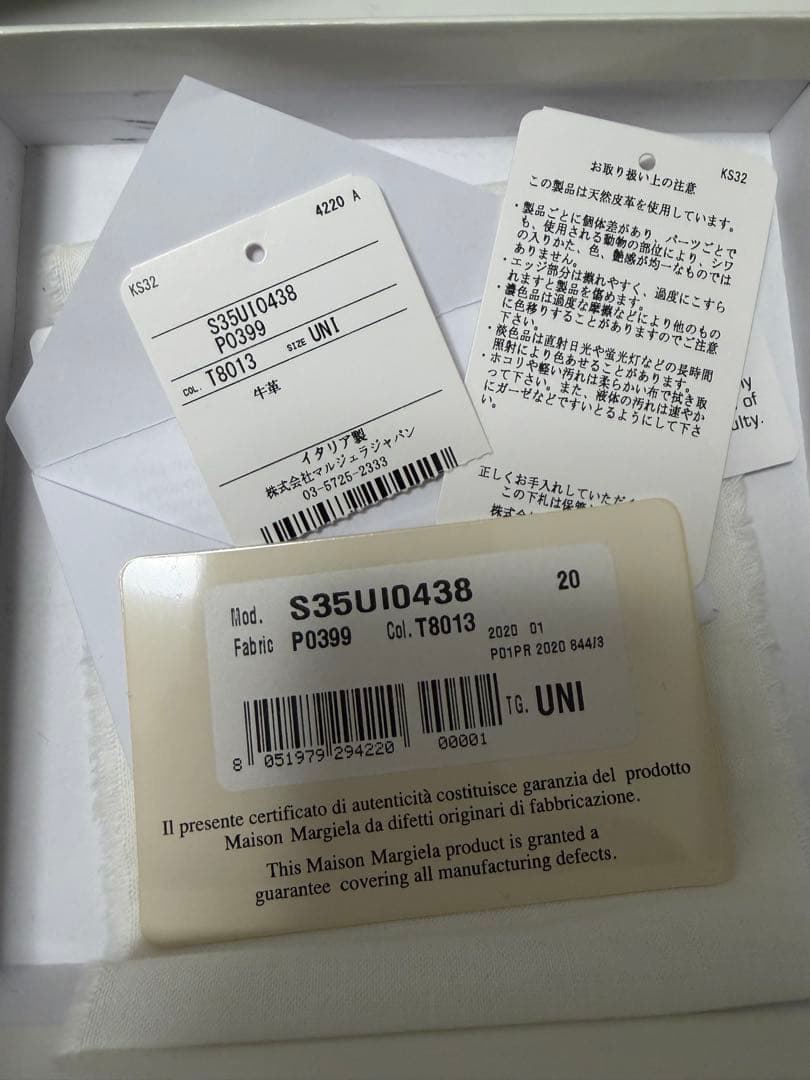 KS32
4220 A
S35UI0438
P0399
COL. T8013 SIZE UNI
牛革
イタリア製
株式会社マルジェラジャパン
03-5725-2333
KS32
お取り扱い上の注意
この製品は天然皮革を使用しています。
・製品ごとに個体差があり、パーツごとで
も、使用される動物の部位により、シワ
の入りかた、色、艶感が均一なものでは
ありません。
・エッジ部分は擦れやすく、過度にこすら
れますと製品を傷めます。
・濃色品は過度な摩擦などにより他のもの
に色移りすることがありますのでご注意
下さい。
・淡色品は直射日光や蛍光灯などの長時間
照射により色あせることがあります。
・ホコリや軽い汚れは柔らかい布で拭き取
って下さい。また、液体の汚れは速やか
にガーゼなどですいとるようにして下さ
い。
正しくお手入れしていただく
この下札は保管
株式会
of
ulty.
Mod. S35UI0438 20
Fabric P0399 Col. T8013 2020 01
P01PR 2020 844/3
TG. UNI
8 051979 294220 00001
Il presente certificato di autenticità costituisce garanzia del prodotto
Maison Margiela da difetti originari di fabbricazione.
This Maison Margiela product is granted a
guarantee covering all manufacturing defects.